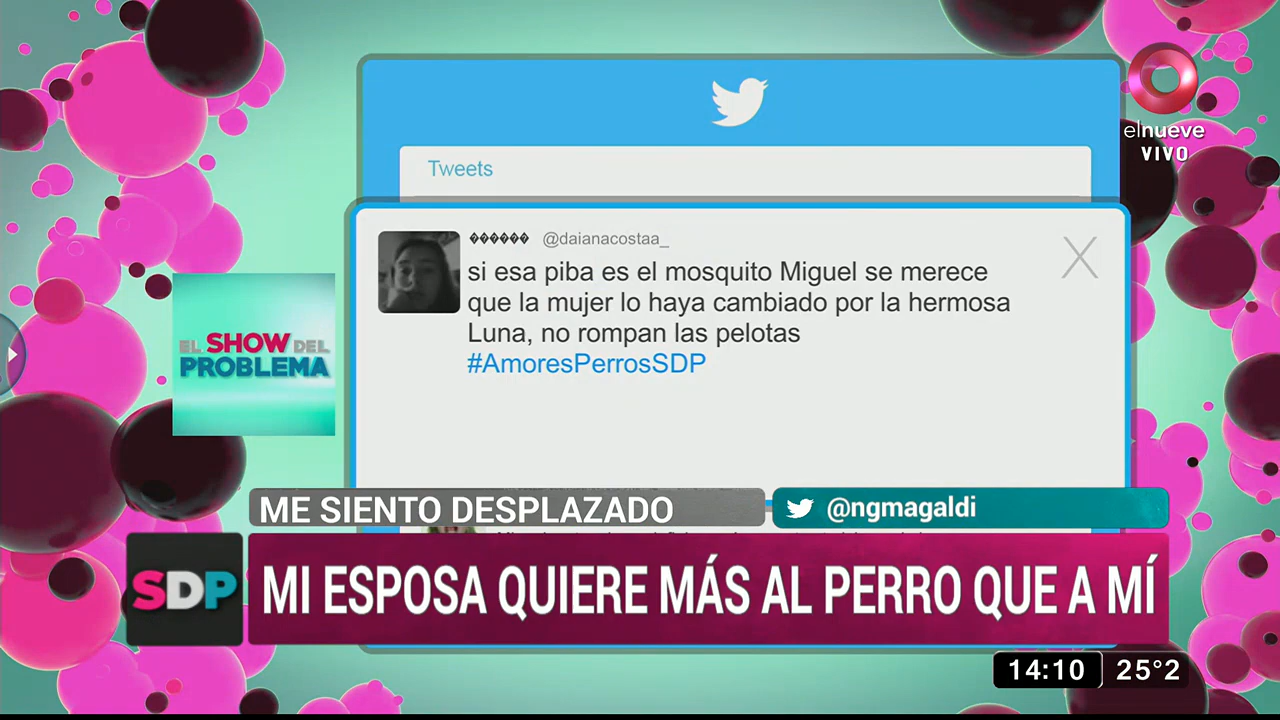 elnueve
VIVO
Tweets
@daianacostaa_
si esa piba es el mosquito Miguel se merece
que la mujer lo haya cambiado por la hermosa
Luna, no rompan las pelotas
#AmoresPerrosSDP
EL SHOW DEL
PROBLEMA
ME SIENTO DESPLAZADO
@ngmagaldi
SDP
MI ESPOSA QUIERE MÁS AL PERRO QUE A MÍ
14:10
25°2